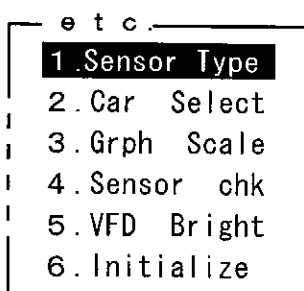 etc.
1.Sensor Type
2.Car Select
3.Grph Scale
4.Sensor chk
5.VFD Bright
6.Initialize